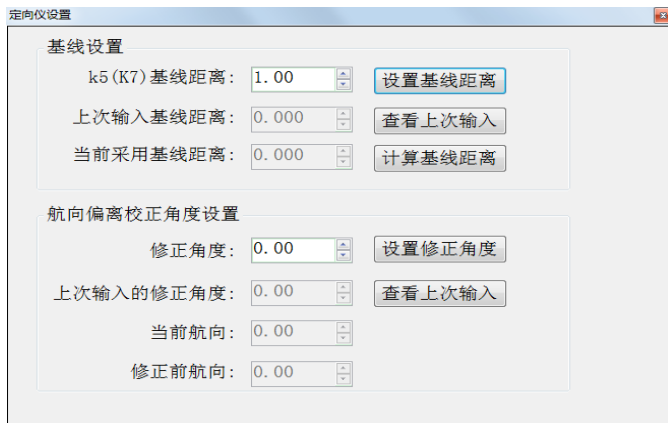 定向仪设置
基线设置
k5(K7)基线距离: 1.00 设置基线距离
上次输入基线距离: 0.000 查看上次输入
当前采用基线距离: 0.000 计算基线距离
航向偏离校正角度设置
修正角度: 0.00 设置修正角度
上次输入的修正角度: 0.00 查看上次输入
当前航向: 0.00
修正前航向: 0.00